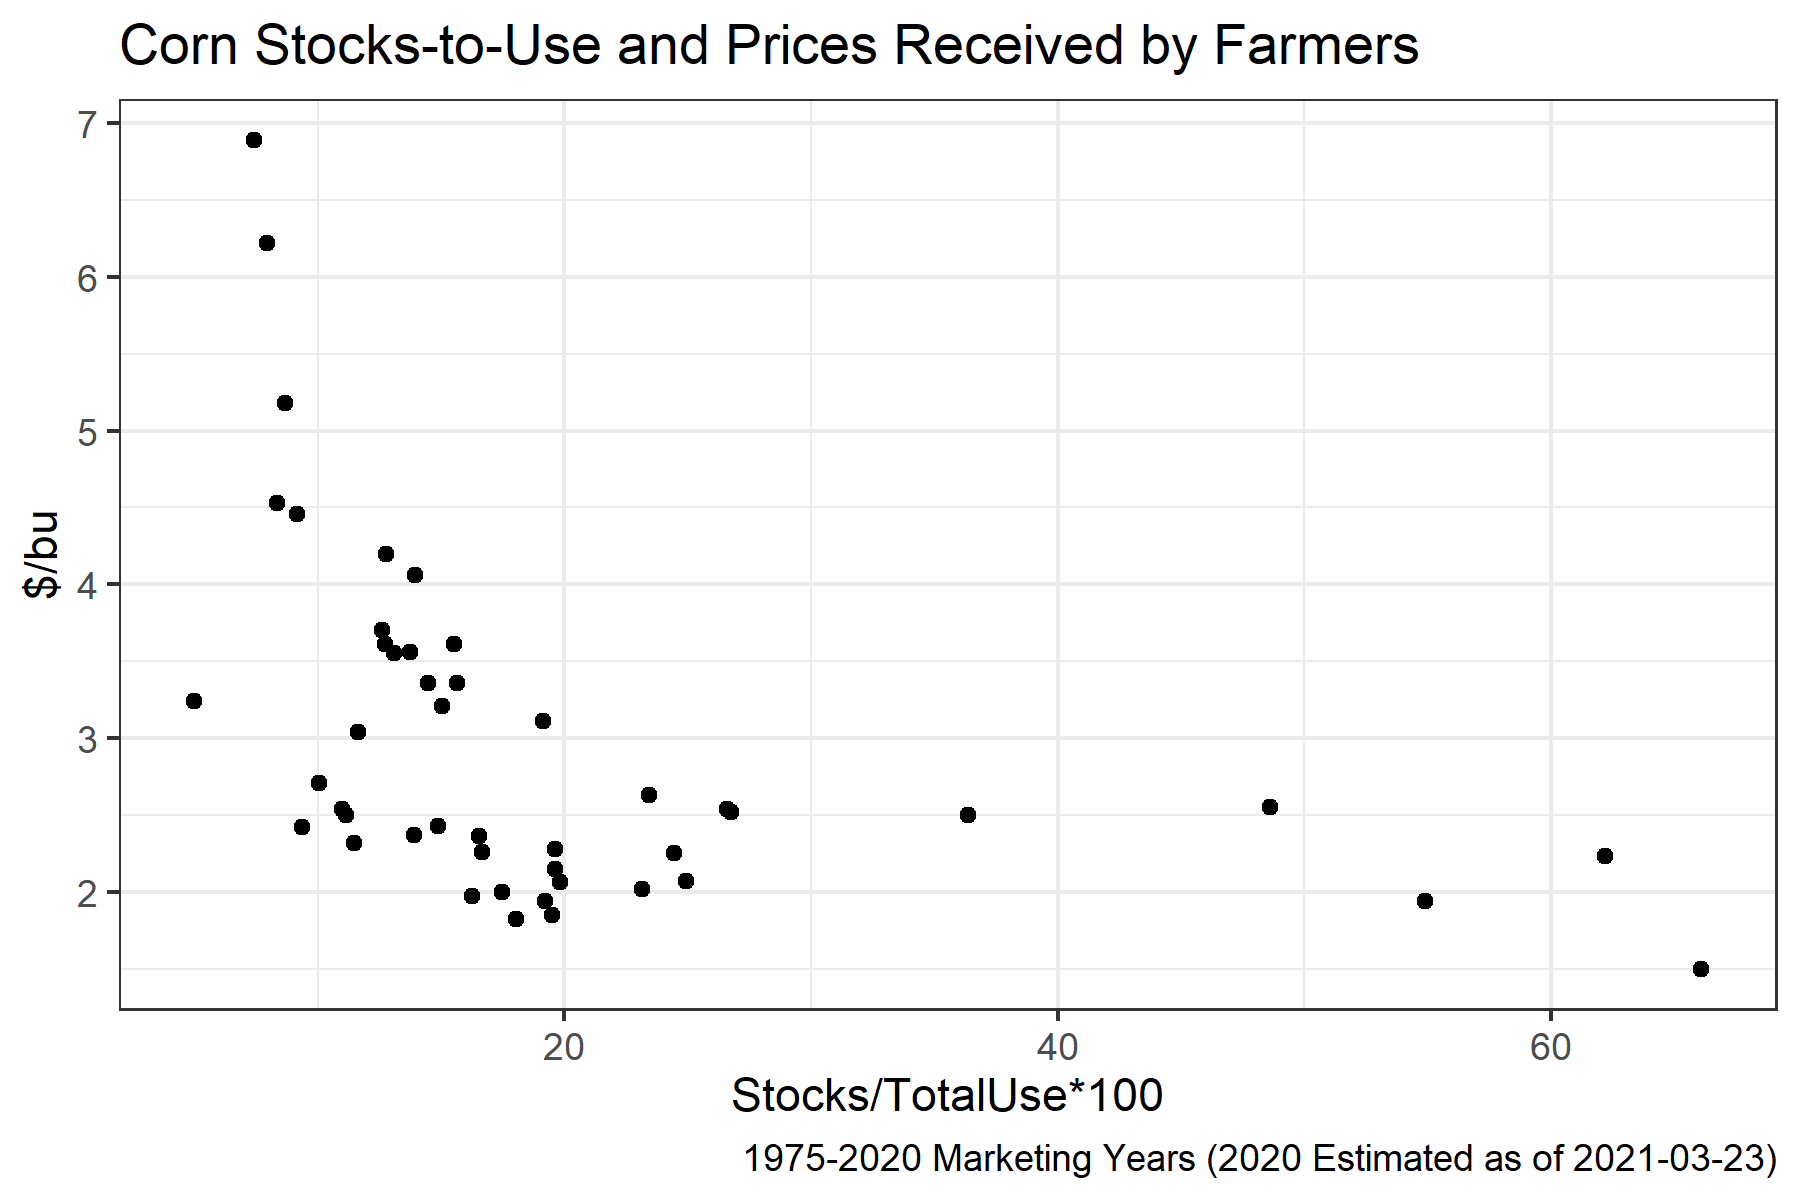 Corn Stocks-to-Use and Prices Received by Farmers
7
6
5
4
3
2
$/bu
20 40 60
Stocks/TotalUse*100
1975-2020 Marketing Years (2020 Estimated as of 2021-03-23)